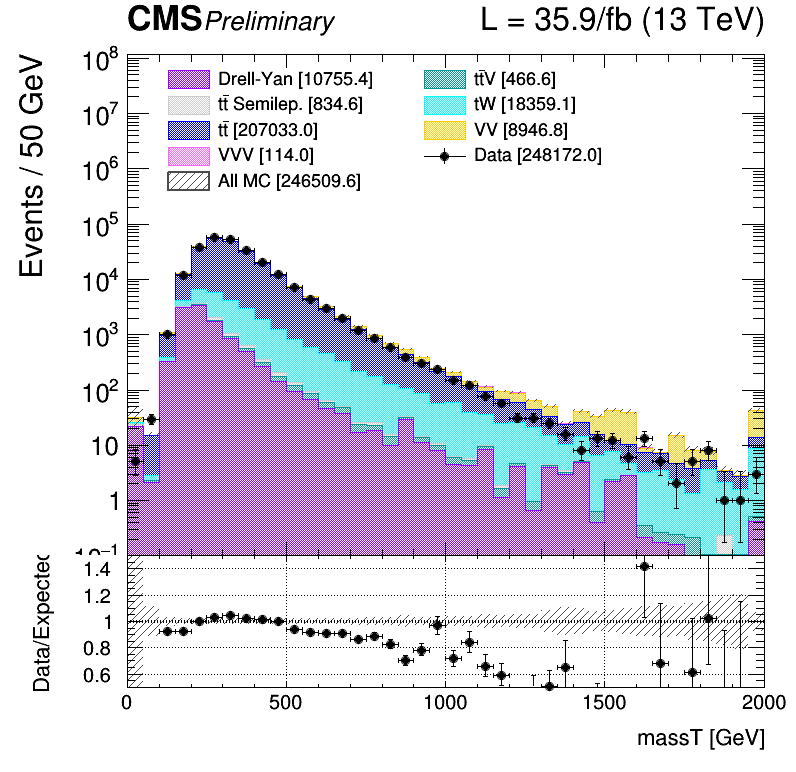 CMS Preliminary L = 35.9/fb (13 TeV)
Events / 50 GeV
10⁸
10⁷
10⁶
10⁵
10⁴
10³
10²
10
1
10⁻¹
Drell-Yan [10755.4]
tt̄ Semilep. [834.6]
tt̄ [207033.0]
VVV [114.0]
All MC [246509.6]
tt̄V [466.6]
tW [18359.1]
VV [8946.8]
Data [248172.0]
Data/Expected
1.4
1.2
1
0.8
0.6
0 500 1000 1500 2000
massT [GeV]